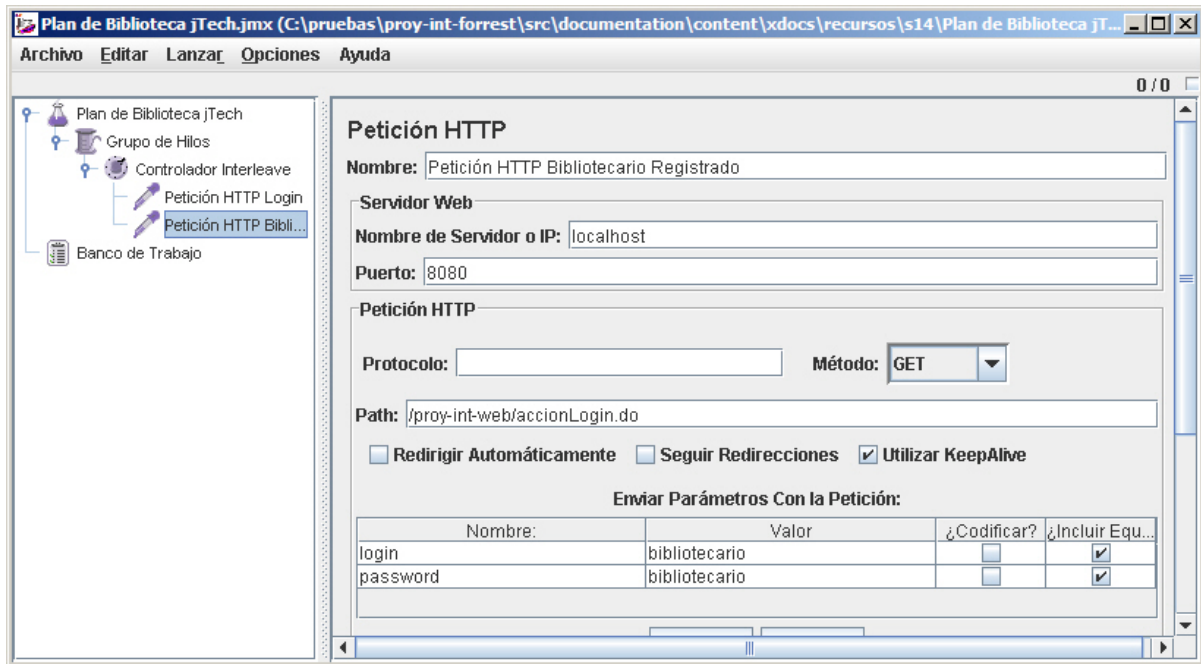 Plan de Biblioteca jTech.jmx (C:\pruebas\proy-int-forrest\src\documentation\content\xdocs\recursos\s14\Plan de Biblioteca jT...
Archivo Editar Lanzar Opciones Ayuda
0 / 0
Plan de Biblioteca jTech
Grupo de Hilos
Controlador Interleave
Petición HTTP Login
Petición HTTP Bibli...
Banco de Trabajo
Petición HTTP
Nombre: Petición HTTP Bibliotecario Registrado
Servidor Web
Nombre de Servidor o IP: localhost
Puerto: 8080
Petición HTTP
Protocolo: Método: GET
Path: /proy-int-web/accionLogin.do
Redirigir Automáticamente Seguir Redirecciones Utilizar KeepAlive
Enviar Parámetros Con la Petición:
Nombre: Valor ¿Codificar? ¿Incluir Equ...
login bibliotecario
password bibliotecario